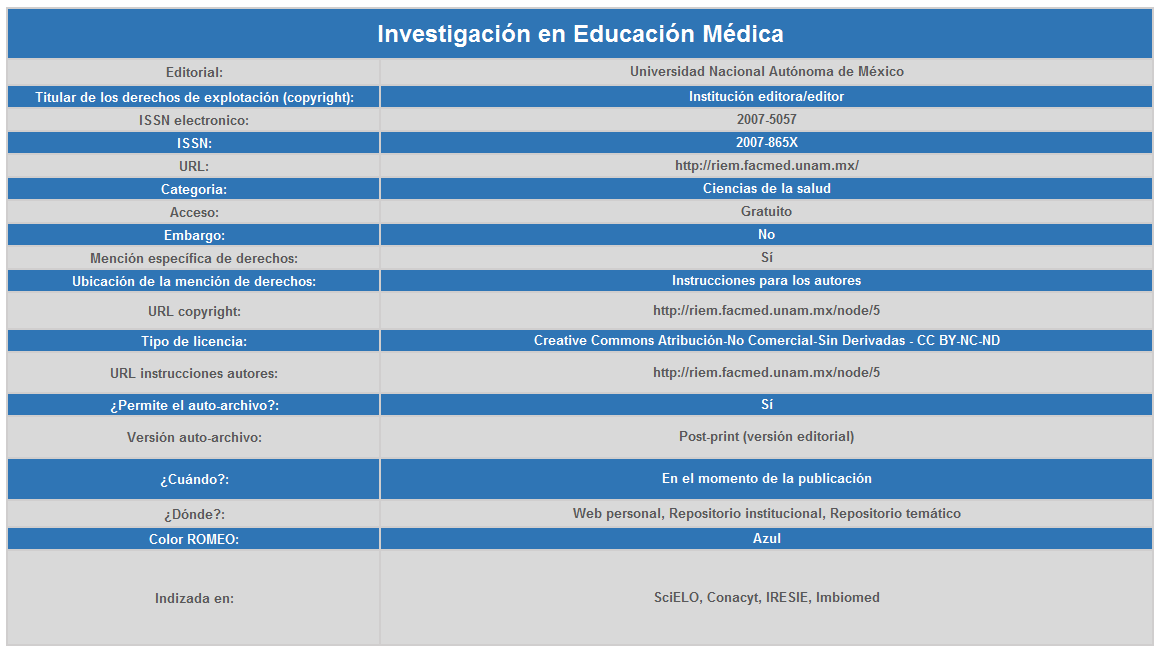 Investigación en Educación Médica
Editorial: Universidad Nacional Autónoma de México
Titular de los derechos de explotación (copyright): Institución editora/editor
ISSN electronico: 2007-5057
ISSN: 2007-865X
URL: http://riem.facmed.unam.mx/
Categoria: Ciencias de la salud
Acceso: Gratuito
Embargo: No
Mención específica de derechos: Sí
Ubicación de la mención de derechos: Instrucciones para los autores
URL copyright: http://riem.facmed.unam.mx/node/5
Tipo de licencia: Creative Commons Atribución-No Comercial-Sin Derivadas - CC BY-NC-ND
URL instrucciones autores: http://riem.facmed.unam.mx/node/5
¿Permite el auto-archivo?: Sí
Versión auto-archivo: Post-print (versión editorial)
¿Cuándo?: En el momento de la publicación
¿Dónde?: Web personal, Repositorio institucional, Repositorio temático
Color ROMEO: Azul
Indizada en: SciELO, Conacyt, IRESIE, Imbiomed